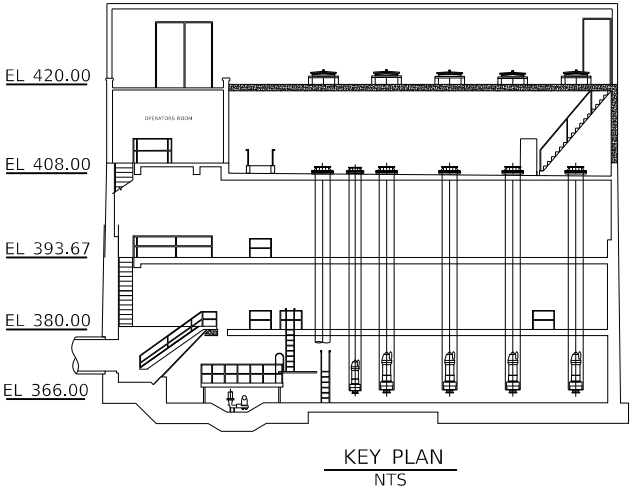 EL 420.00
OPERATORS ROOM
EL 408.00
EL 393.67
EL 380.00
EL 366.00
KEY PLAN
NTS